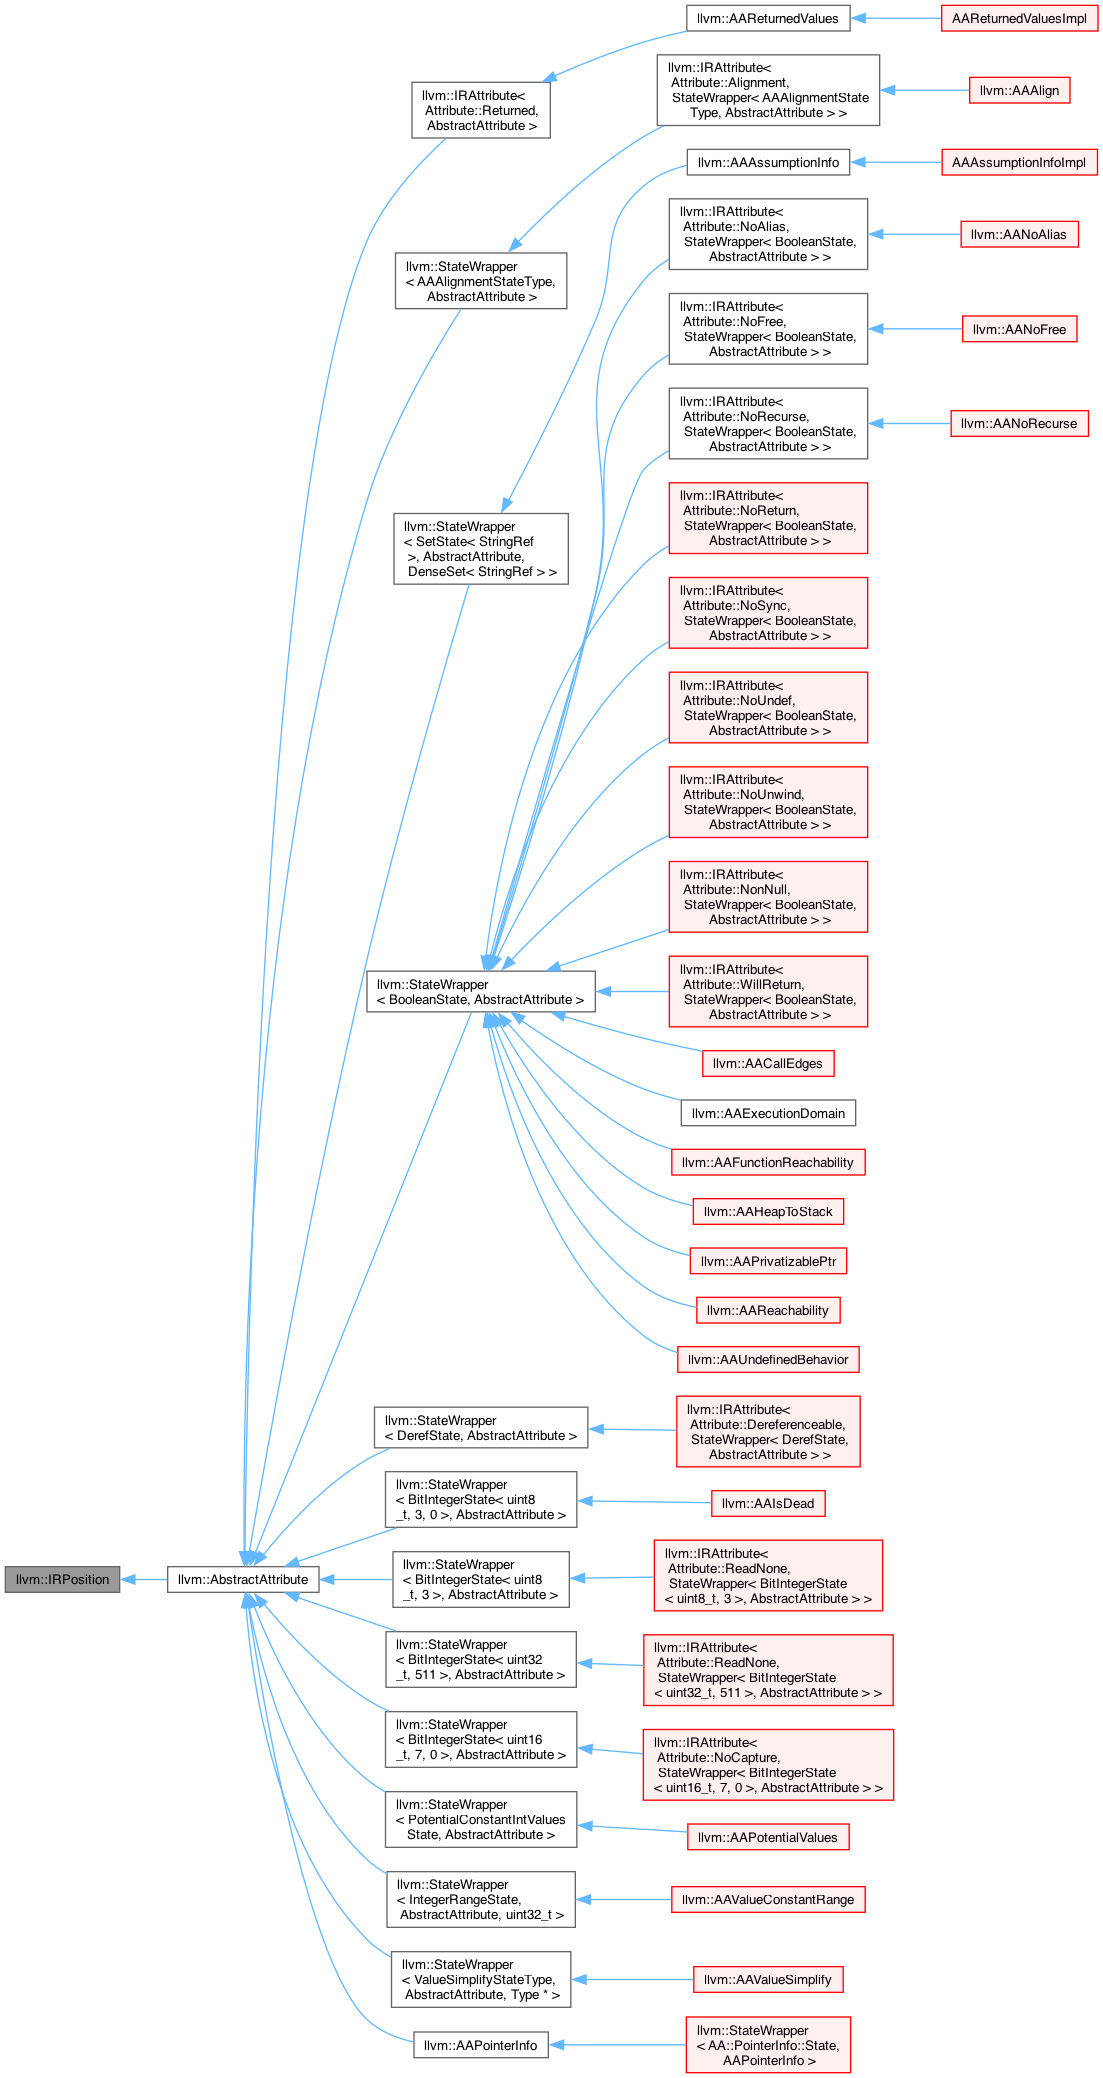 llvm::AAReturnedValues
AAReturnedValuesImpl
llvm::IRAttribute<
Attribute::Returned,
AbstractAttribute >
llvm::IRAttribute<
Attribute::Alignment,
StateWrapper< AAAlignmentState
Type, AbstractAttribute > >
llvm::AAAlign
llvm::AAAssumptionInfo
AAAssumptionInfoImpl
llvm::IRAttribute<
Attribute::NoAlias,
StateWrapper< BooleanState,
AbstractAttribute > >
llvm::AANoAlias
llvm::StateWrapper
< AAAlignmentStateType,
AbstractAttribute >
llvm::IRAttribute<
Attribute::NoFree,
StateWrapper< BooleanState,
AbstractAttribute > >
llvm::AANoFree
llvm::IRAttribute<
Attribute::NoRecurse,
StateWrapper< BooleanState,
AbstractAttribute > >
llvm::AANoRecurse
llvm::IRAttribute<
Attribute::NoReturn,
StateWrapper< BooleanState,
AbstractAttribute > >
llvm::StateWrapper
< SetState< StringRef
>, AbstractAttribute,
DenseSet< StringRef > >
llvm::IRAttribute<
Attribute::NoSync,
StateWrapper< BooleanState,
AbstractAttribute > >
llvm::IRAttribute<
Attribute::NoUndef,
StateWrapper< BooleanState,
AbstractAttribute > >
llvm::IRAttribute<
Attribute::NoUnwind,
StateWrapper< BooleanState,
AbstractAttribute > >
llvm::IRAttribute<
Attribute::NonNull,
StateWrapper< BooleanState,
AbstractAttribute > >
llvm::StateWrapper
< BooleanState, AbstractAttribute >
llvm::IRAttribute<
Attribute::WillReturn,
StateWrapper< BooleanState,
AbstractAttribute > >
llvm::AACallEdges
llvm::AAExecutionDomain
llvm::AAFunctionReachability
llvm::AAHeapToStack
llvm::AAPrivatizablePtr
llvm::AAReachability
llvm::AAUndefinedBehavior
llvm::StateWrapper
< DerefState, AbstractAttribute >
llvm::IRAttribute<
Attribute::Dereferenceable,
StateWrapper< DerefState,
AbstractAttribute > >
llvm::StateWrapper
< BitIntegerState< uint8
_t, 3, 0 >, AbstractAttribute >
llvm::AAIsDead
llvm::IRPosition
llvm::AbstractAttribute
llvm::StateWrapper
< BitIntegerState< uint8
_t, 3 >, AbstractAttribute >
llvm::IRAttribute<
Attribute::ReadNone,
StateWrapper< BitIntegerState
< uint8_t, 3 >, AbstractAttribute > >
llvm::StateWrapper
< BitIntegerState< uint32
_t, 511 >, AbstractAttribute >
llvm::IRAttribute<
Attribute::ReadNone,
StateWrapper< BitIntegerState
< uint32_t, 511 >, AbstractAttribute > >
llvm::StateWrapper
< BitIntegerState< uint16
_t, 7, 0 >, AbstractAttribute >
llvm::IRAttribute<
Attribute::NoCapture,
StateWrapper< BitIntegerState
< uint16_t, 7, 0 >, AbstractAttribute > >
llvm::StateWrapper
< PotentialConstantIntValues
State, AbstractAttribute >
llvm::AAPotentialValues
llvm::StateWrapper
< IntegerRangeState,
AbstractAttribute, uint32_t >
llvm::AAValueConstantRange
llvm::StateWrapper
< ValueSimplifyStateType,
AbstractAttribute, Type * >
llvm::AAValueSimplify
llvm::AAPointerInfo
llvm::StateWrapper
< AA::PointerInfo::State,
AAPointerInfo >